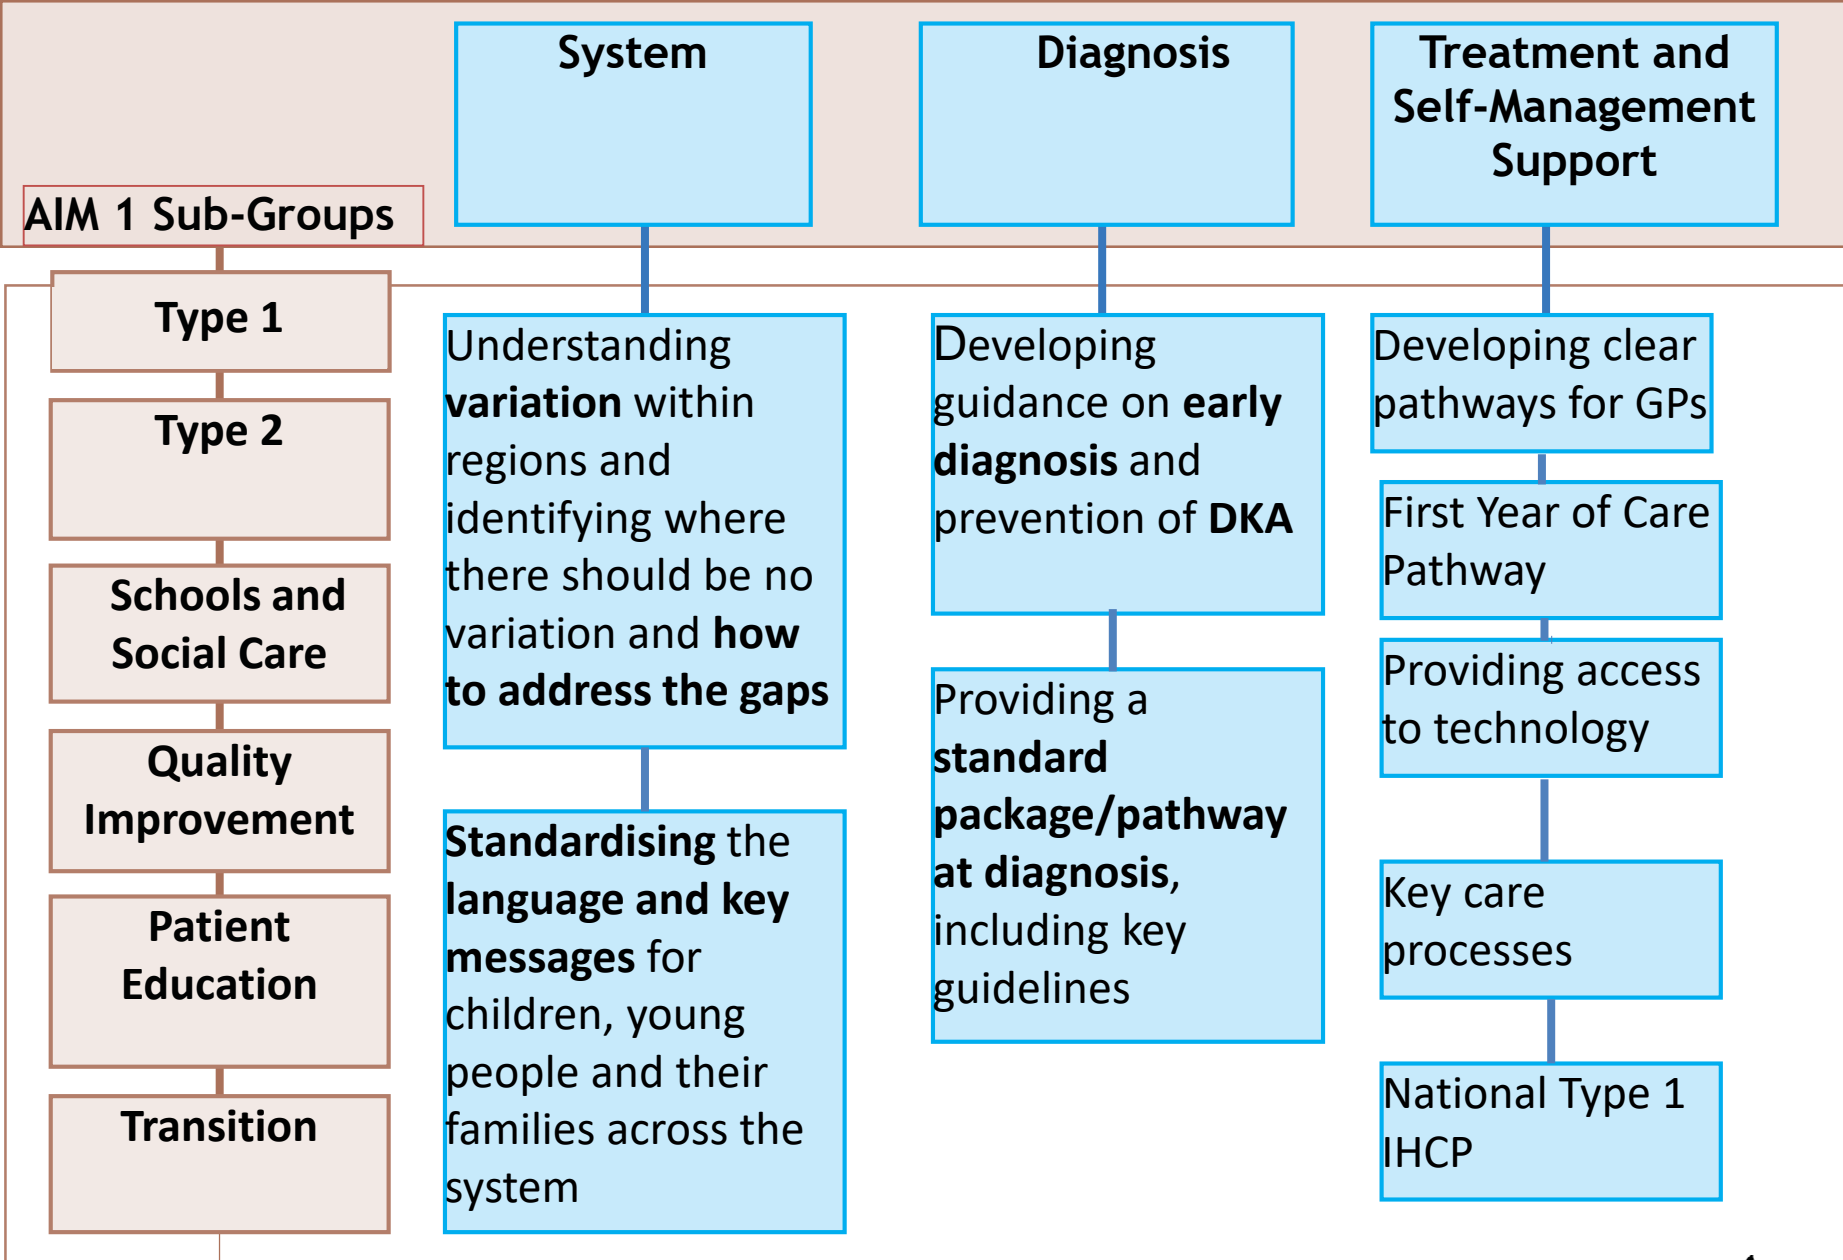 System
Diagnosis
Treatment and
Self-Management
Support
AIM 1 Sub-Groups
Type 1
Type 2
Schools and
Social Care
Quality
Improvement
Patient
Education
Transition
Understanding
variation within
regions and
identifying where
there should be no
variation and how
to address the gaps
Standardising the
language and key
messages for
children, young
people and their
families across the
system
Developing
guidance on early
diagnosis and
prevention of DKA
Providing a
standard
package/pathway
at diagnosis,
including key
guidelines
Developing clear
pathways for GPs
First Year of Care
Pathway
Providing access
to technology
Key care
processes
National Type 1
IHCP